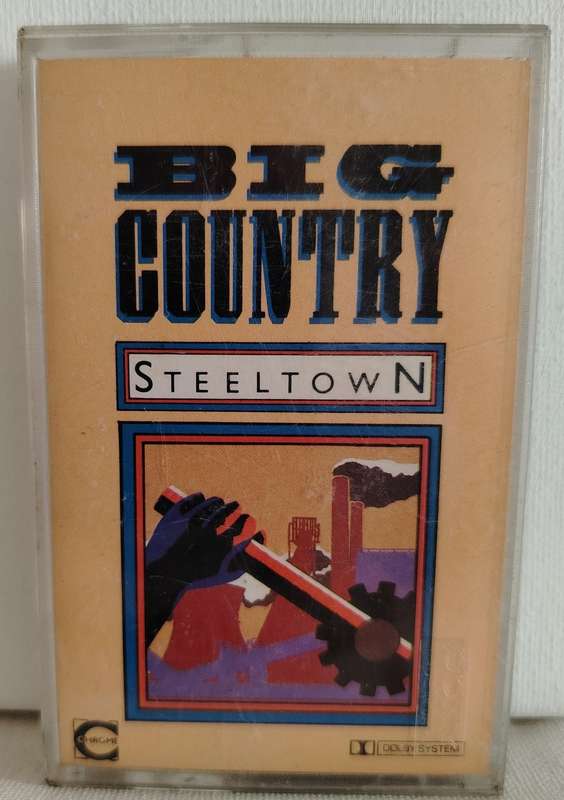 BIG
COUNTRY
STEELTOWN
CHROME
DOLBY SYSTEM